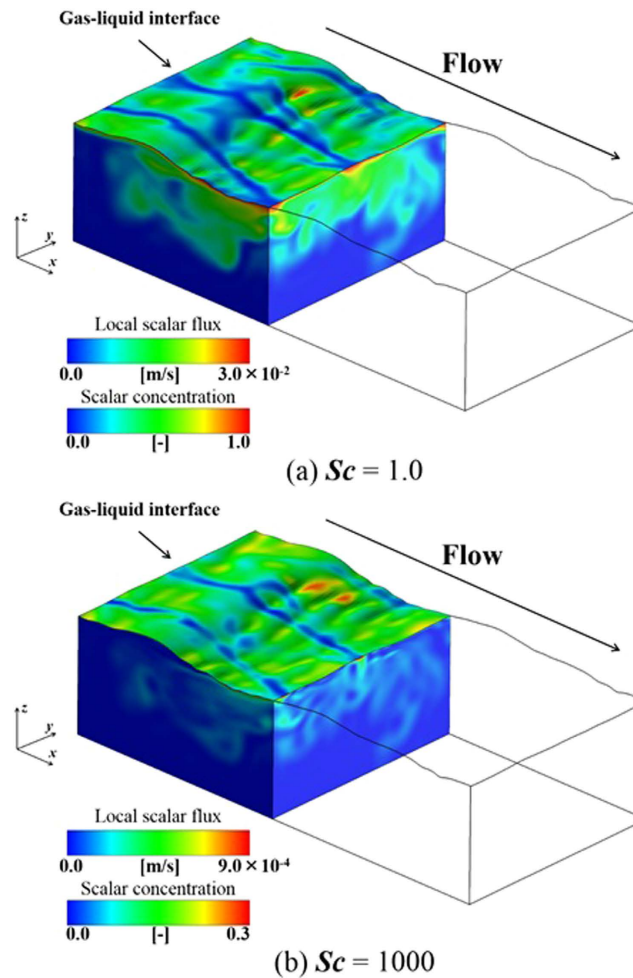 Gas-liquid interface
Flow
z
y
x
Local scalar flux
0.0 [m/s] 3.0 × 10⁻²
Scalar concentration
0.0 [-] 1.0
(a) Sc = 1.0
Gas-liquid interface
Flow
z
y
x
Local scalar flux
0.0 [m/s] 9.0 × 10⁻⁴
Scalar concentration
0.0 [-] 0.3
(b) Sc = 1000